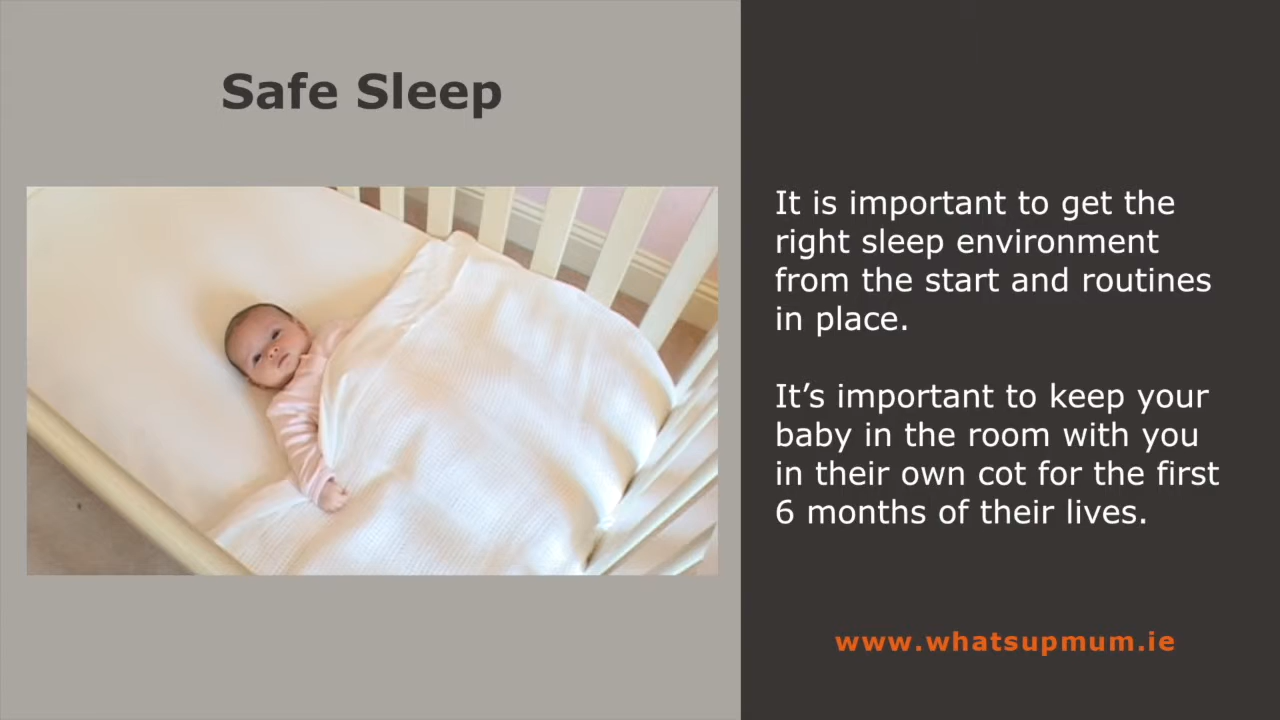 Safe Sleep
It is important to get the
right sleep environment
from the start and routines
in place.
It’s important to keep your
baby in the room with you
in their own cot for the first
6 months of their lives.
www.whatsupmum.ie